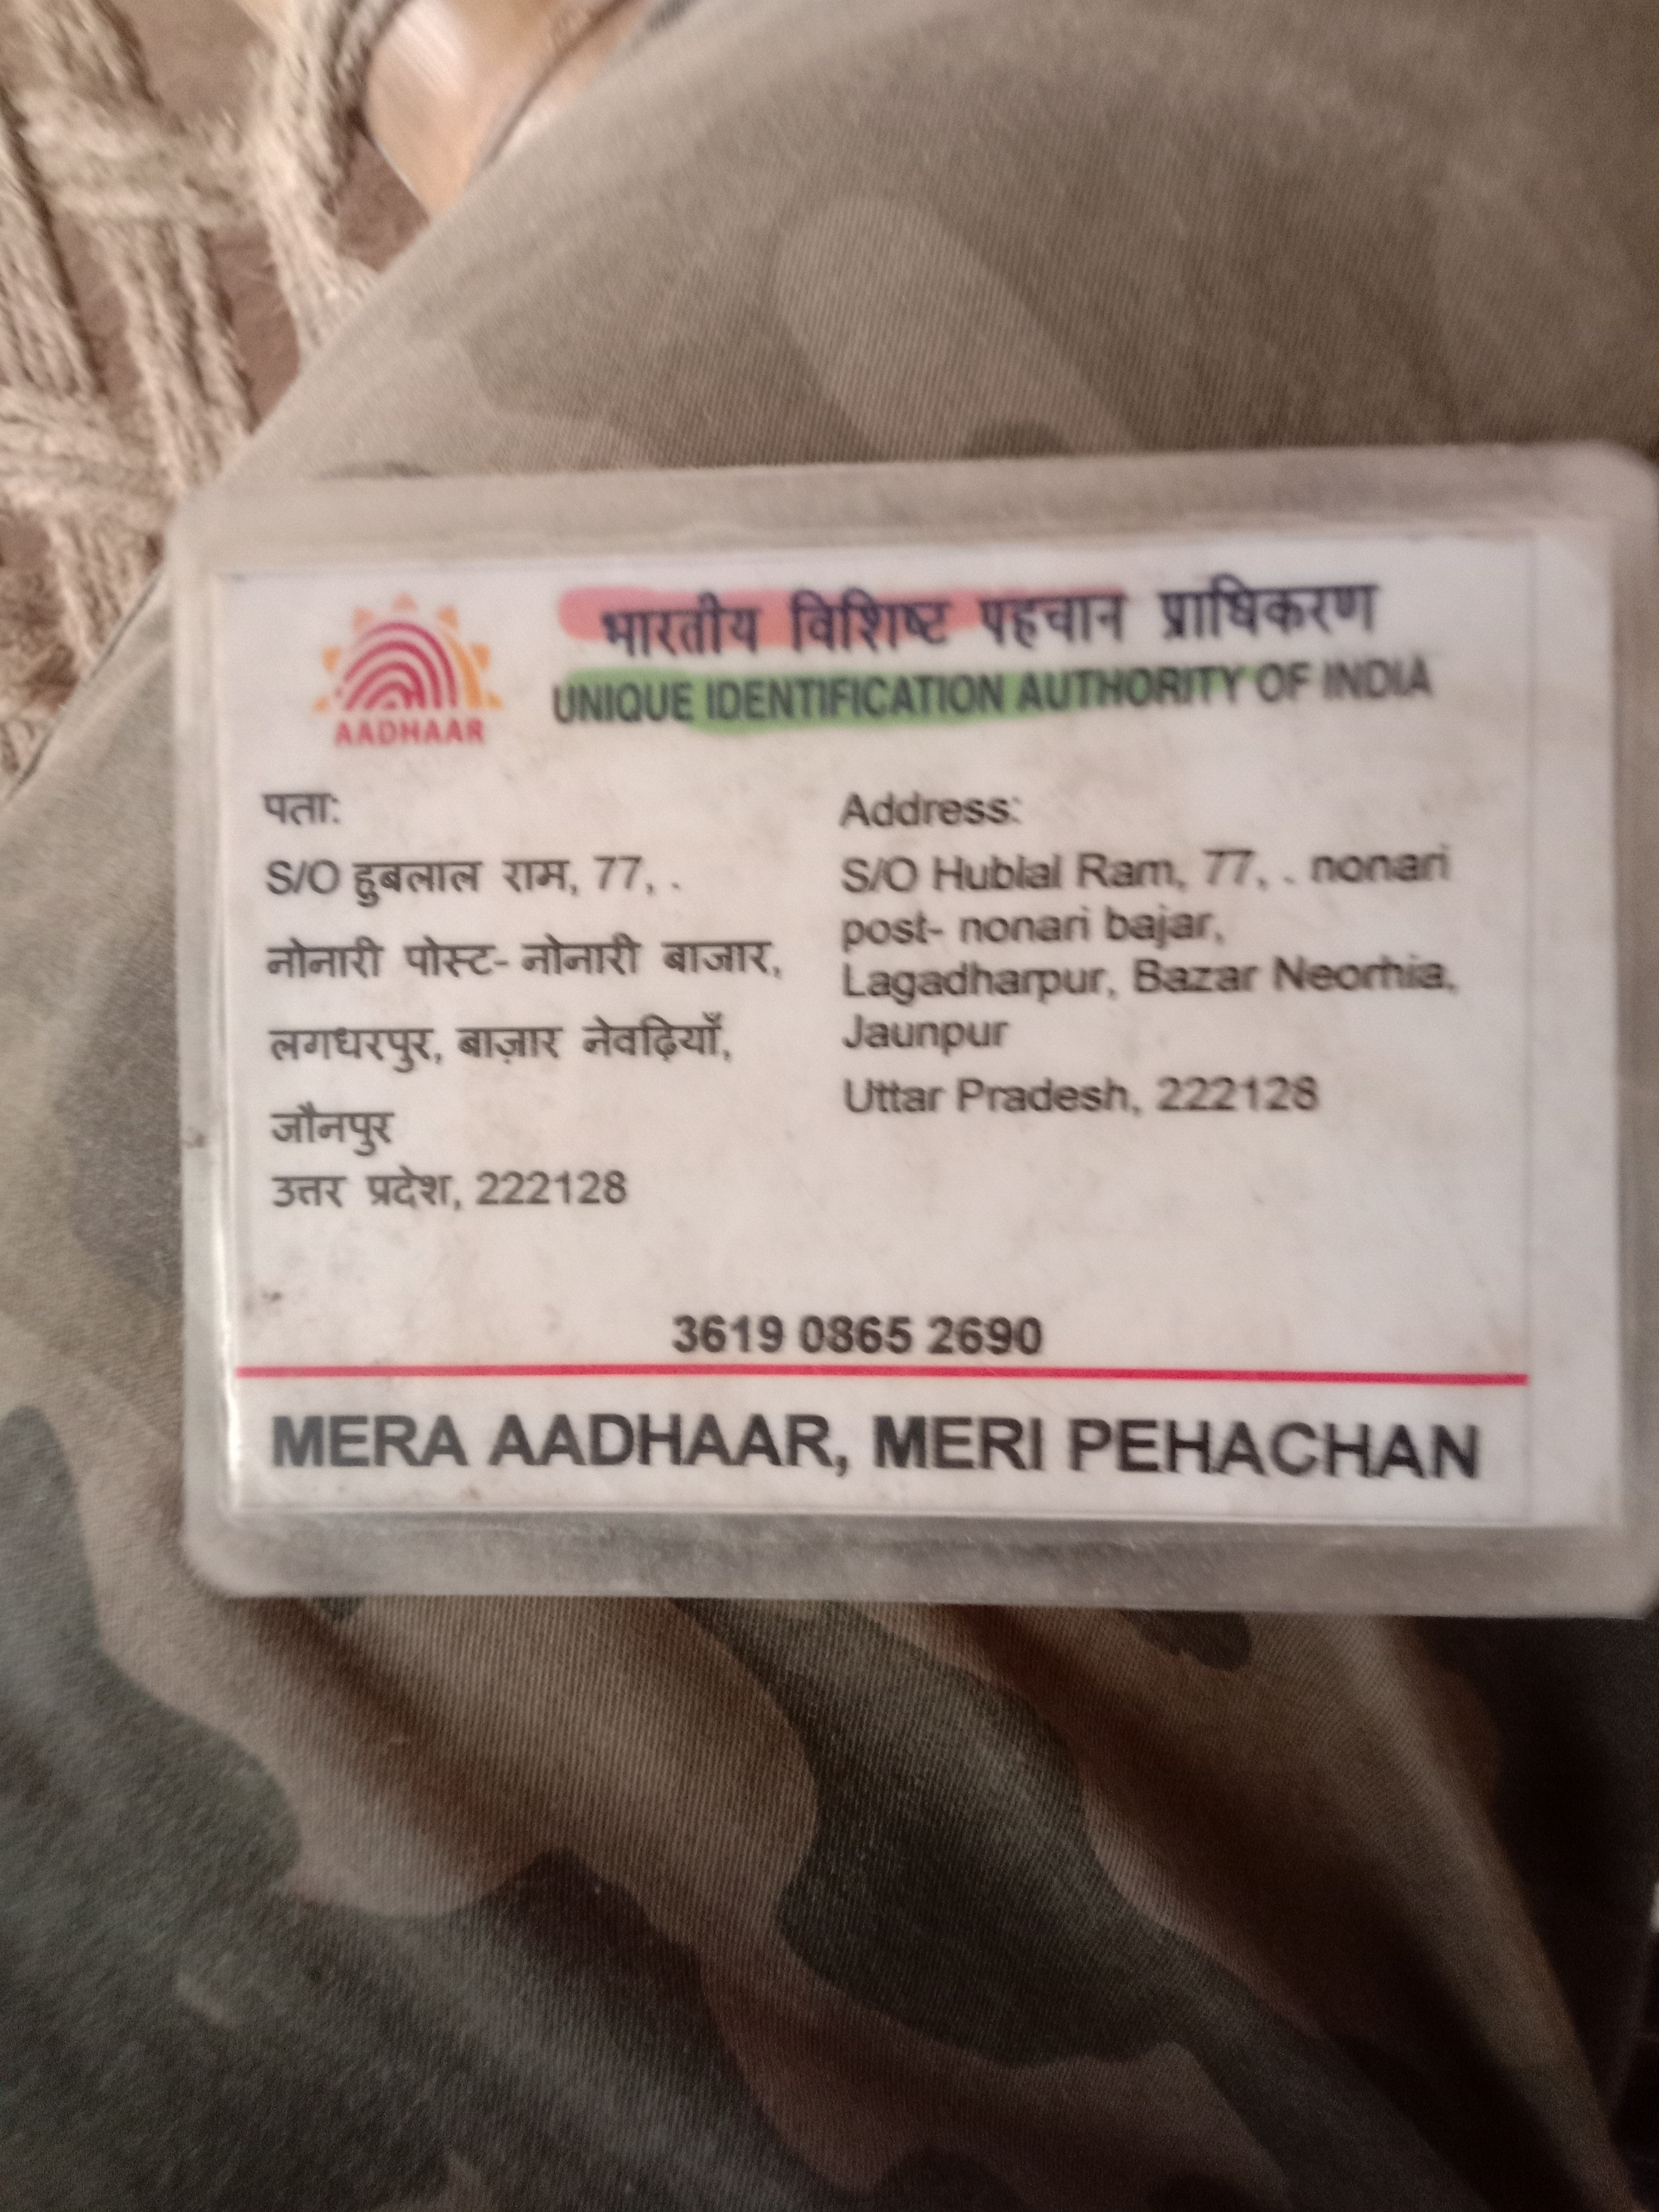 भारतीय विशिष्ट पहचान प्राधिकरण
UNIQUE IDENTIFICATION AUTHORITY OF INDIA
AADHAAR
पता:
S/O हुबलाल राम, 77, .
नोनारी पोस्ट- नोनारी बाजार,
लगधरपुर, बाज़ार नेवढ़ियाँ,
जौनपुर
उत्तर प्रदेश, 222128
Address:
S/O Hublal Ram, 77, . nonari
post- nonari bajar,
Lagadharpur, Bazar Neorhia,
Jaunpur
Uttar Pradesh, 222128
3619 0865 2690
MERA AADHAAR, MERI PEHACHAN